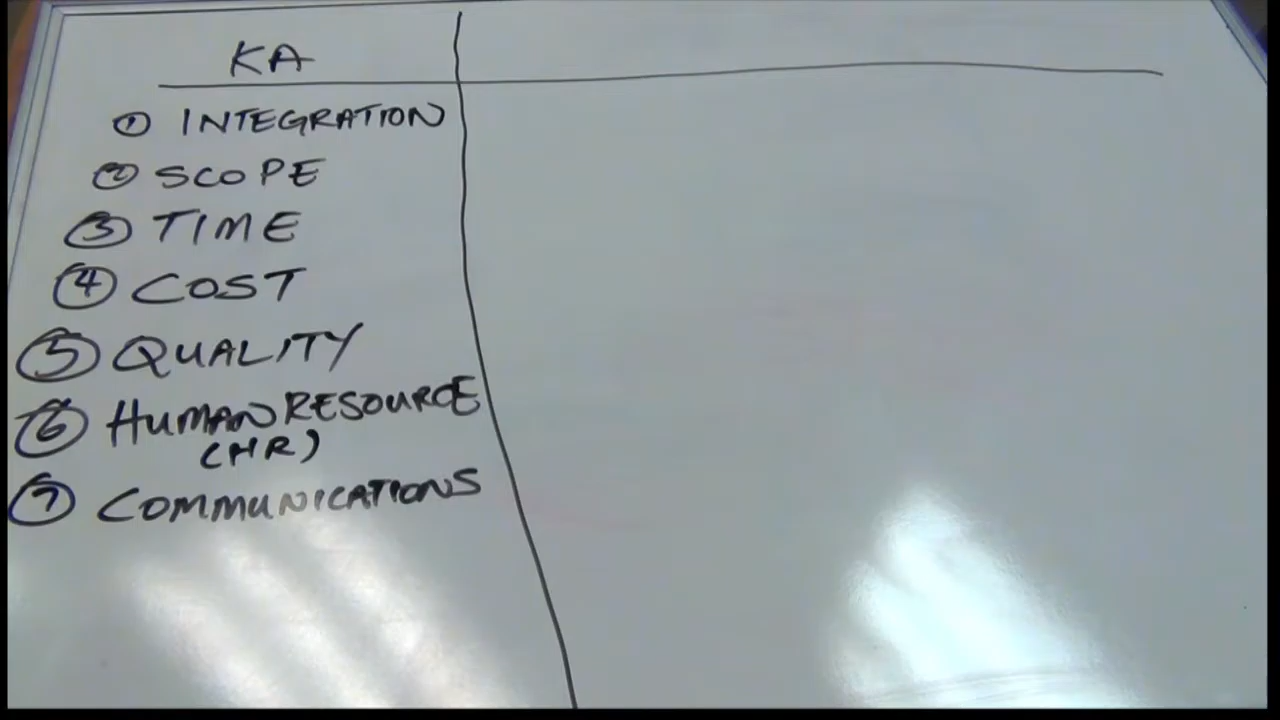 KA
① INTEGRATION
② SCOPE
③ TIME
④ COST
⑤ QUALITY
⑥ HUMAN RESOURCE
(HR)
⑦ COMMUNICATIONS